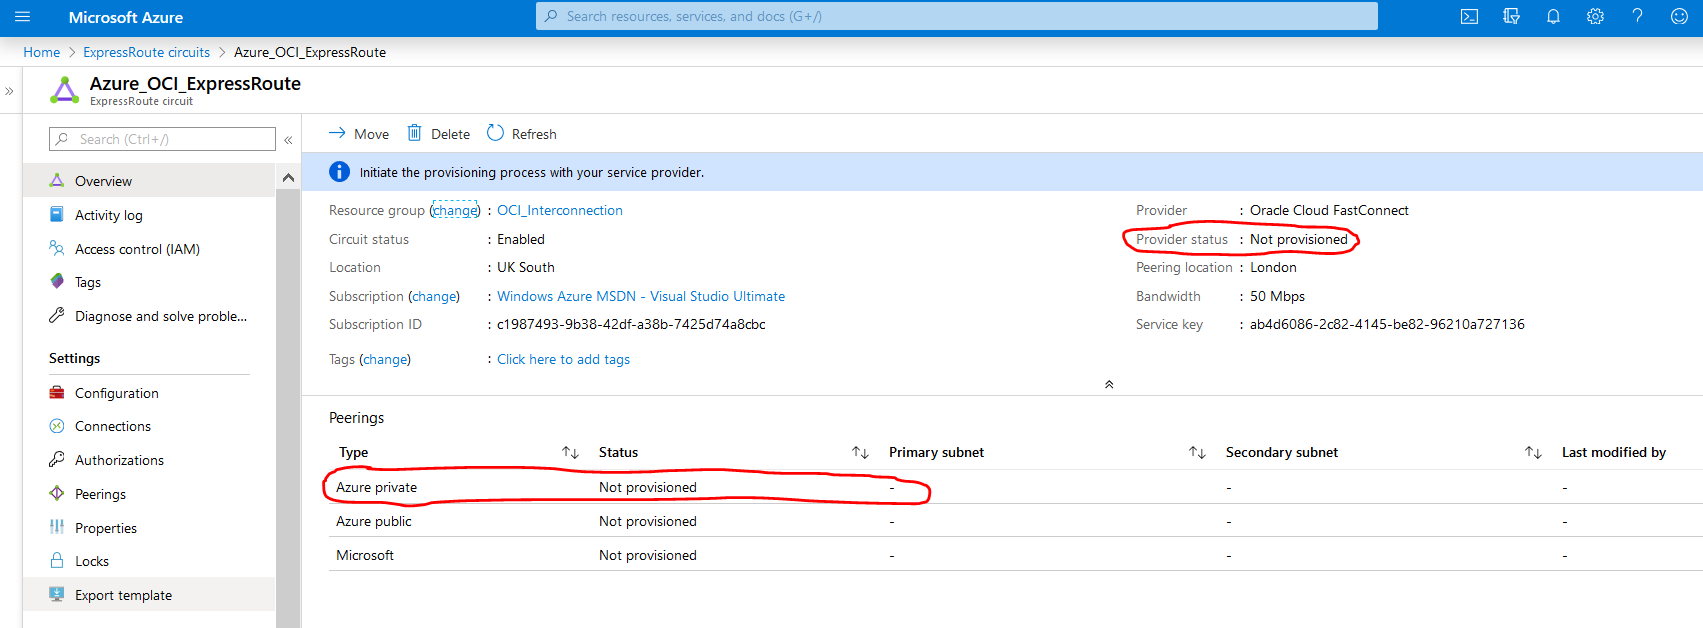 Microsoft Azure
Search resources, services, and docs (G+/)
Home > ExpressRoute circuits > Azure_OCI_ExpressRoute
Azure_OCI_ExpressRoute
ExpressRoute circuit
Search (Ctrl+/)
Overview
Activity log
Access control (IAM)
Tags
Diagnose and solve proble...
Settings
Configuration
Connections
Authorizations
Peerings
Properties
Locks
Export template
Move Delete Refresh
Initiate the provisioning process with your service provider.
Resource group (change) : OCI_Interconnection
Circuit status : Enabled
Location : UK South
Subscription (change) : Windows Azure MSDN - Visual Studio Ultimate
Subscription ID : c1987493-9b38-42df-a38b-7425d74a8cbc
Tags (change) : Click here to add tags
Provider : Oracle Cloud FastConnect
Provider status : Not provisioned
Peering location : London
Bandwidth : 50 Mbps
Service key : ab4d6086-2c82-4145-be82-96210a727136
Peerings
Type Status Primary subnet Secondary subnet Last modified by
Azure private Not provisioned - - -
Azure public Not provisioned - - -
Microsoft Not provisioned - - -